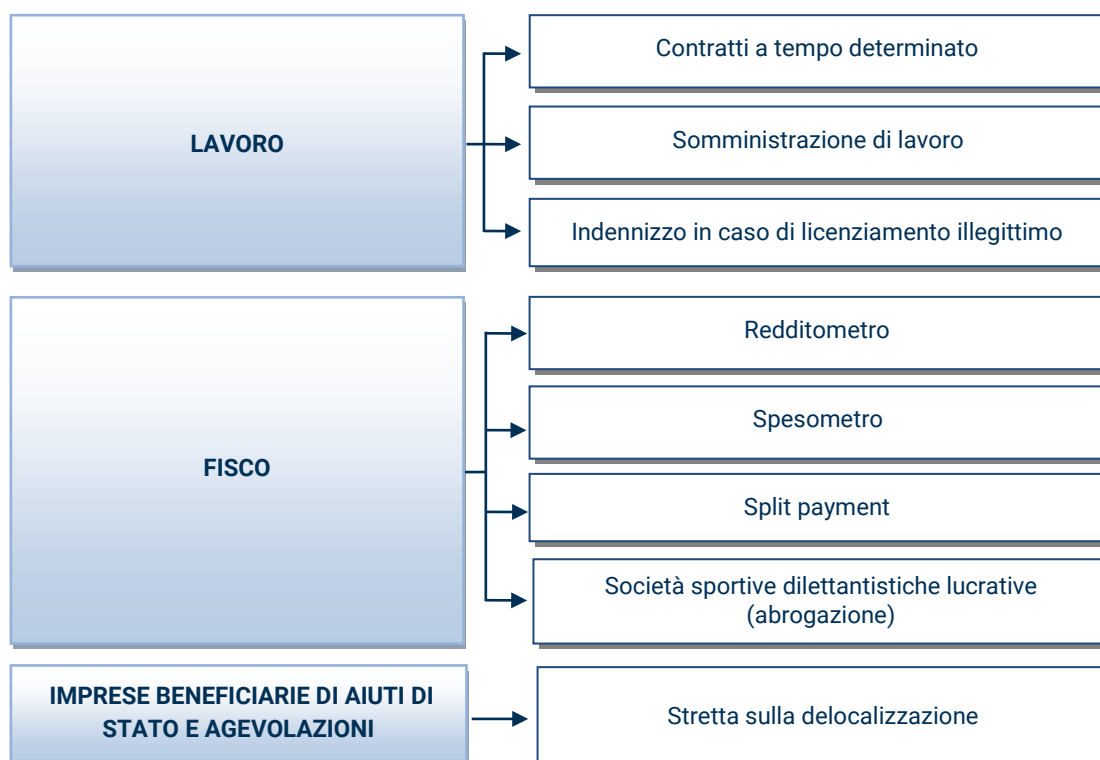 LAVORO
Contratti a tempo determinato
Somministrazione di lavoro
Indennizzo in caso di licenziamento illegittimo
FISCO
Redditometro
Spesometro
Split payment
Società sportive dilettantistiche lucrative
(abrogazione)
IMPRESE BENEFICIARIE DI AIUTI DI
STATO E AGEVOLAZIONI
Stretta sulla delocalizzazione